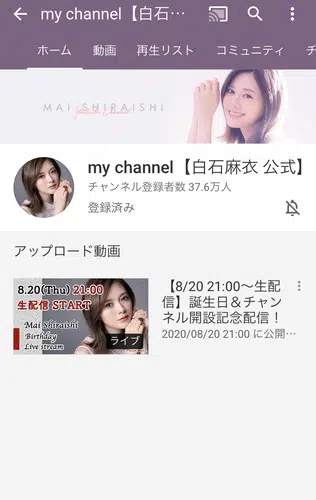 my channel【白石…
ホーム
動画
再生リスト
コミュニティ
チ
MAI SHIRAISHI
my channel【白石麻衣 公式】
チャンネル登録者数 37.6万人
登録済み
アップロード動画
8.20(Thu) 21:00
生配信 START
Mai Shiraishi
Birthday
Live stream
ライブ
【8/20 21:00〜生配
信】誕生日＆チャン
ネル開設記念配信！
2020/08/20 21:00 に公開…